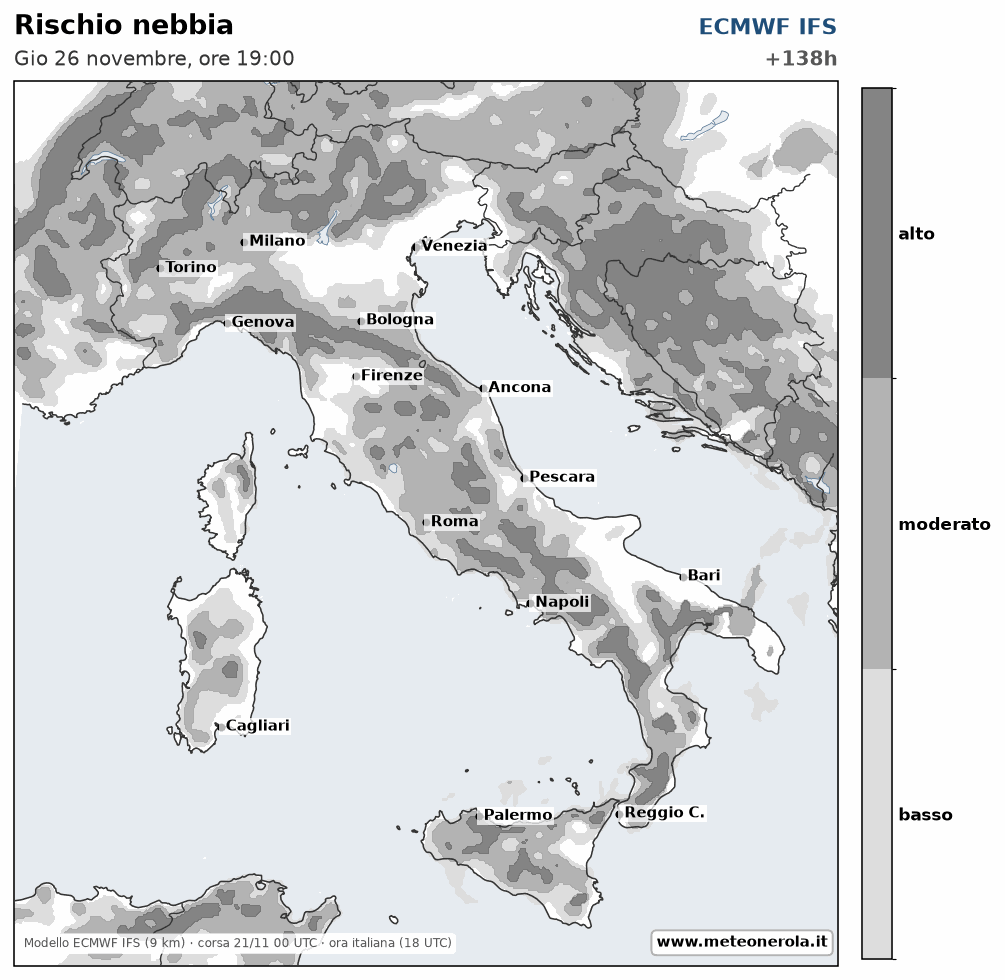 Rischio nebbia
ECMWF IFS
Gio 26 novembre, ore 19:00
+138h
Milano
Venezia
Torino
Genova
Bologna
Firenze
Ancona
Pescara
Roma
Bari
Napoli
Cagliari
Palermo
Reggio C.
alto
moderato
basso
Modello ECMWF IFS (9 km) · corsa 21/11 00 UTC · ora italiana (18 UTC)
www.meteonerola.it